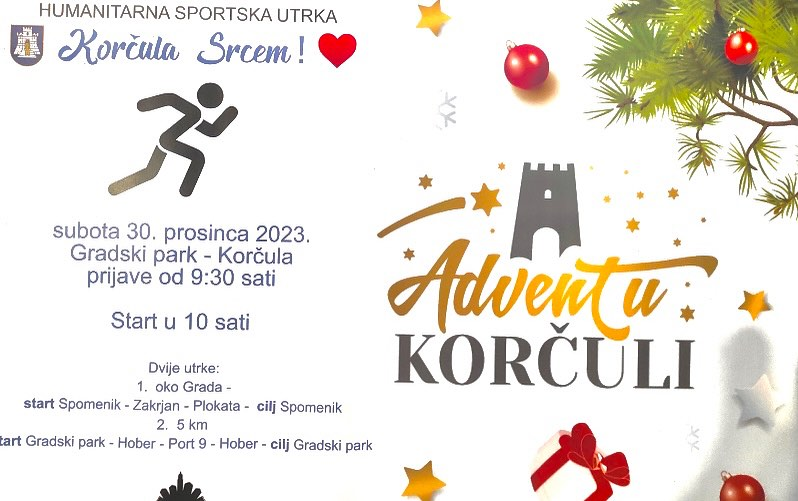 HUMANITARNA SPORTSKA UTRKA
Korčula Srcem!
subota 30. prosinca 2023.
Gradski park - Korčula
prijave od 9:30 sati
Start u 10 sati
Dvije utrke:
1. oko Grada -
start Spomenik - Zakrjan - Plokata - cilj Spomenik
2. 5 km
tart Gradski park - Hober - Port 9 - Hober - cilj Gradski park
Advent u
KORČULI